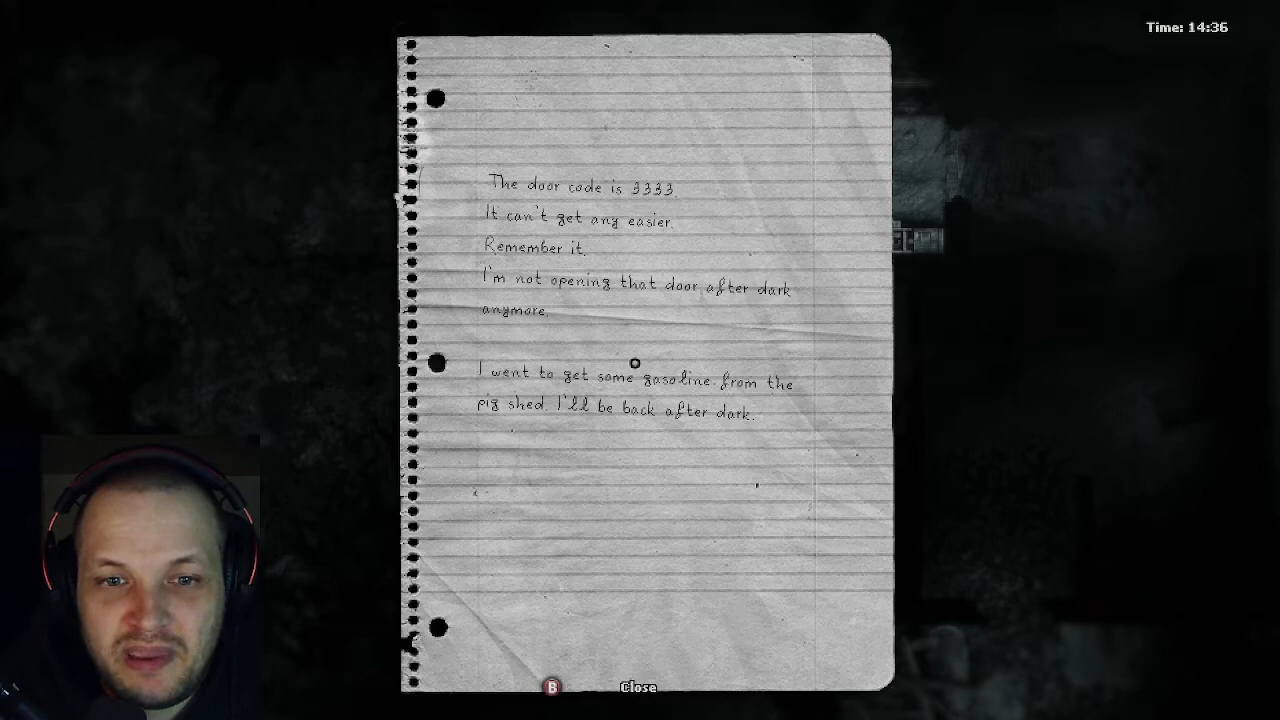 Time: 14:36
The door code is 3333.
It can't get any easier.
Remember it.
I'm not opening that door after dark
anymore.
I went to get some gasoline from the
pig shed. I'll be back after dark.
B Close